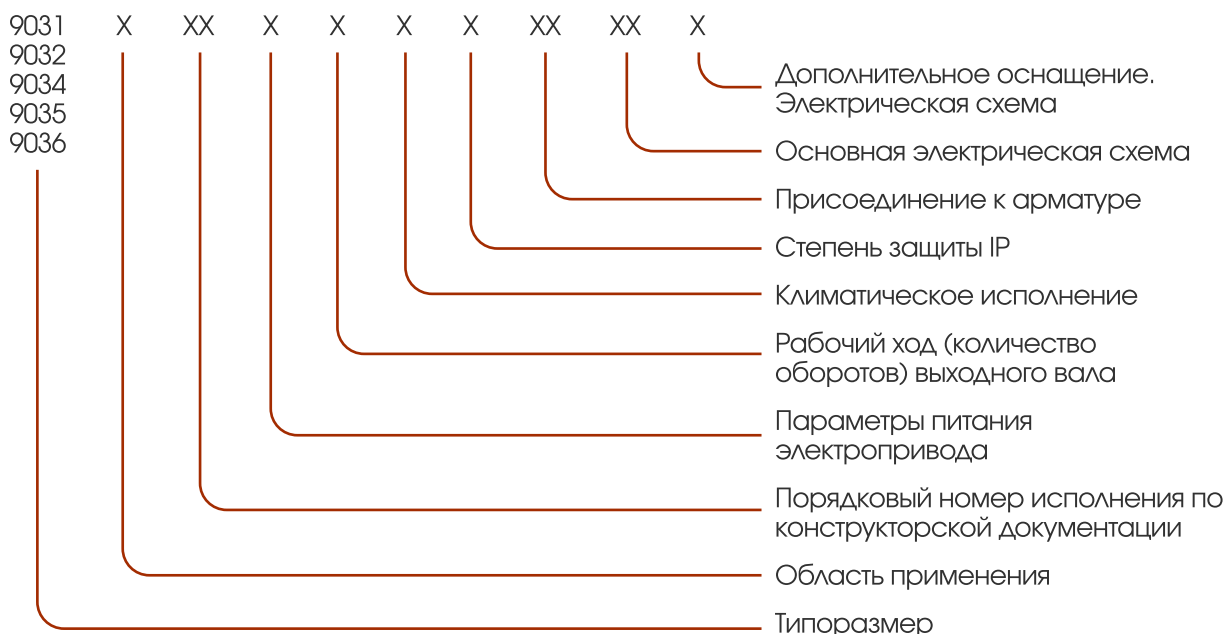 9031 X XX X X X X XX XX X
9032
9034
9035
9036
Дополнительное оснащение.
Электрическая схема
Основная электрическая схема
Присоединение к арматуре
Степень защиты IP
Климатическое исполнение
Рабочий ход (количество
оборотов) выходного вала
Параметры питания
электропривода
Порядковый номер исполнения по
конструкторской документации
Область применения
Типоразмер